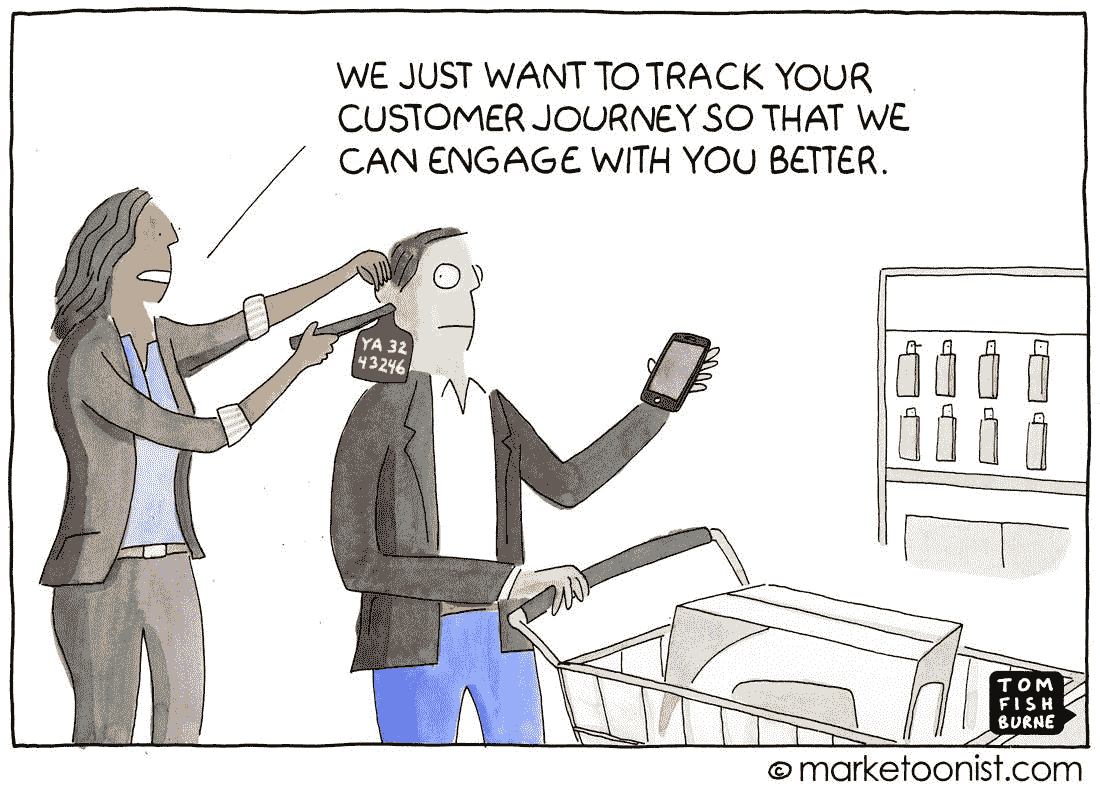 WE JUST WANT TO TRACK YOUR
CUSTOMER JOURNEY SO THAT WE
CAN ENGAGE WITH YOU BETTER.
YA 32
43246
TOM
FISH
BURNE
© marketoonist.com